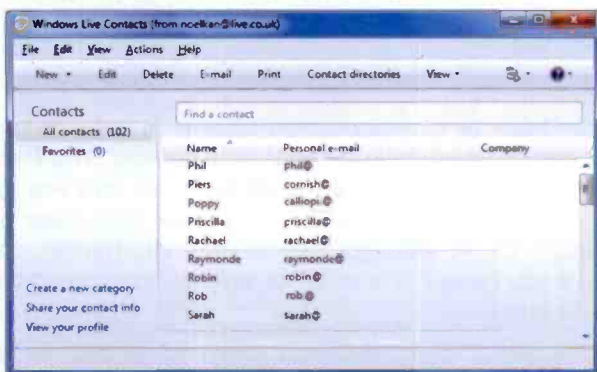 Windows Live Contacts (from noelkan@live.co.uk)
File Edit View Actions Help
New Edit Delete E-mail Print Contact directories View
Contacts
All contacts (102)
Favorites (0)
Create a new category
Share your contact info
View your profile
Find a contact
Name Personal e-mail Company
Phil phil@
Piers cornish@
Poppy calliopi@
Priscilla priscilla@
Rachael rachael@
Raymonde raymonde@
Robin robin@
Rob rob@
Sarah sarah@